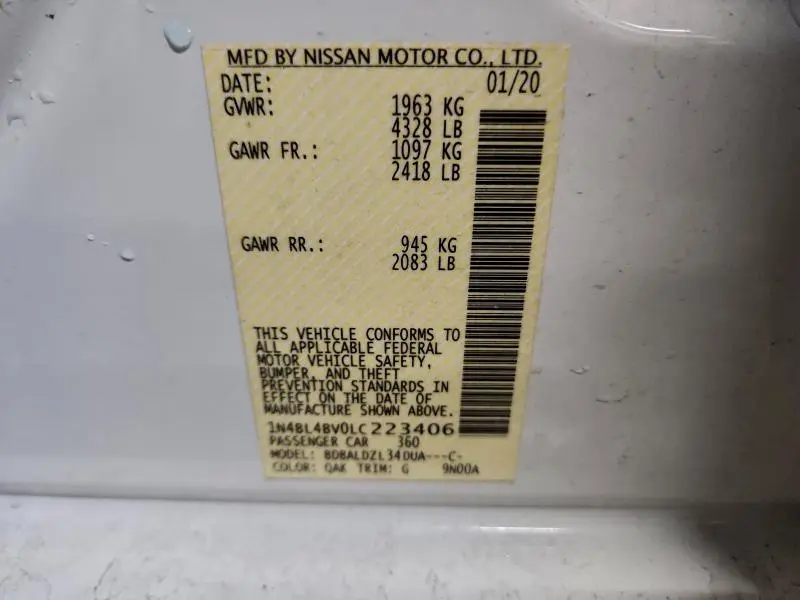 MFD BY NISSAN MOTOR CO., LTD.
DATE: 01/20
GVWR: 1963 KG
4328 LB
GAWR FR.: 1097 KG
2418 LB
GAWR RR.: 945 KG
2083 LB
THIS VEHICLE CONFORMS TO
ALL APPLICABLE FEDERAL
MOTOR VEHICLE SAFETY,
BUMPER, AND THEFT
PREVENTION STANDARDS IN
EFFECT ON THE DATE OF
MANUFACTURE SHOWN ABOVE.
1N4BL4BV0LC223406
PASSENGER CAR 360
MODEL: BDBALDZL34DUA---C-
COLOR: QAK TRIM: G 9N00A